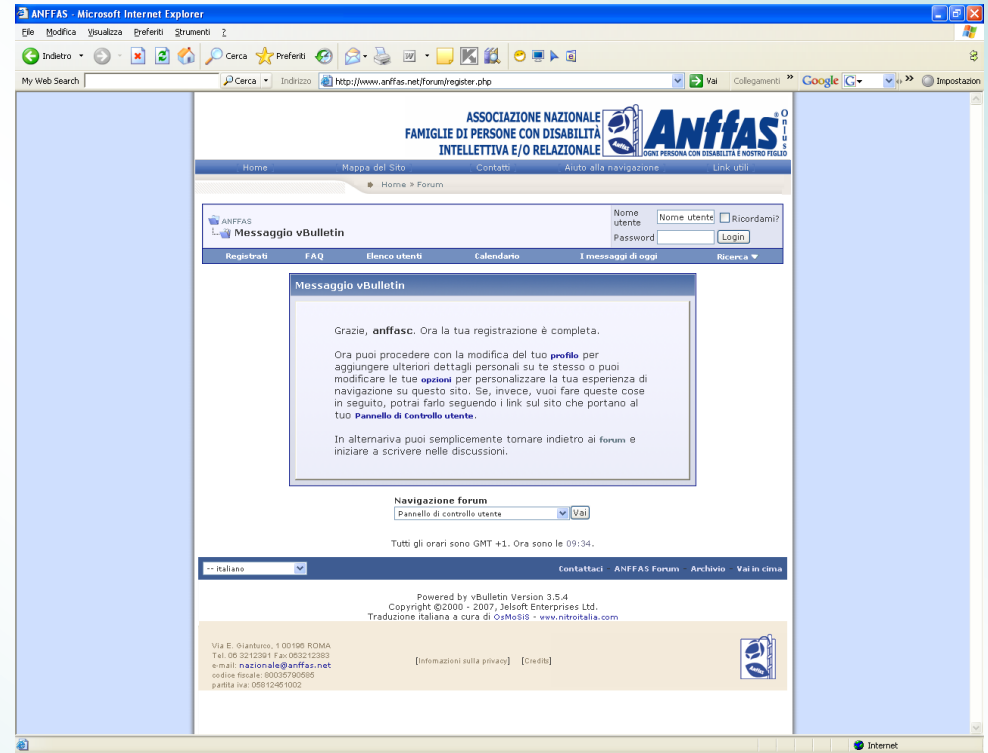 ANFFAS - Microsoft Internet Explorer
File Modifica Visualizza Preferiti Strumenti ?
Indietro Cerca Preferiti
My Web Search Cerca Indirizzo http://www.anffas.net/forum/register.php Vai Collegamenti » Google G » Impostazion
ASSOCIAZIONE NAZIONALE
FAMIGLIE DI PERSONE CON DISABILITÀ
INTELLETTIVA E/O RELAZIONALE
Anffas
Anffas® Onlus
OGNI PERSONA CON DISABILITÀ È NOSTRO FIGLIO
Home Mappa del Sito Contatti Aiuto alla navigazione Link utili
Home > Forum
ANFFAS
Messaggio vBulletin
Nome utente Nome utente Ricordami?
Password Login
Registrati FAQ Elenco utenti Calendario I messaggi di oggi Ricerca
Messaggio vBulletin
Grazie, anffasc. Ora la tua registrazione è completa.
Ora puoi procedere con la modifica del tuo profilo per
aggiungere ulteriori dettagli personali su te stesso o puoi
modificare le tue opzioni per personalizzare la tua esperienza di
navigazione su questo sito. Se, invece, vuoi fare queste cose
in seguito, potrai farlo seguendo i link sul sito che portano al
tuo Pannello di Controllo utente.
In alternariva puoi semplicemente tornare indietro ai forum e
iniziare a scrivere nelle discussioni.
Navigazione forum
Pannello di controllo utente Vai
Tutti gli orari sono GMT +1. Ora sono le 09:34.
-- italiano Contattaci - ANFFAS Forum - Archivio - Vai in cima
Powered by vBulletin Version 3.5.4
Copyright ©2000 - 2007, Jelsoft Enterprises Ltd.
Traduzione italiana a cura di OsMoSiS - www.nitroitalia.com
Via E. Gianturco, 1 00196 ROMA
Tel. 06 3212391 Fax 063212383
e-mail: nazionale@anffas.net
codice fiscale: 80035790585
partita iva: 05812451002
[Infomazioni sulla privacy] [Credits]
Anffas
Internet